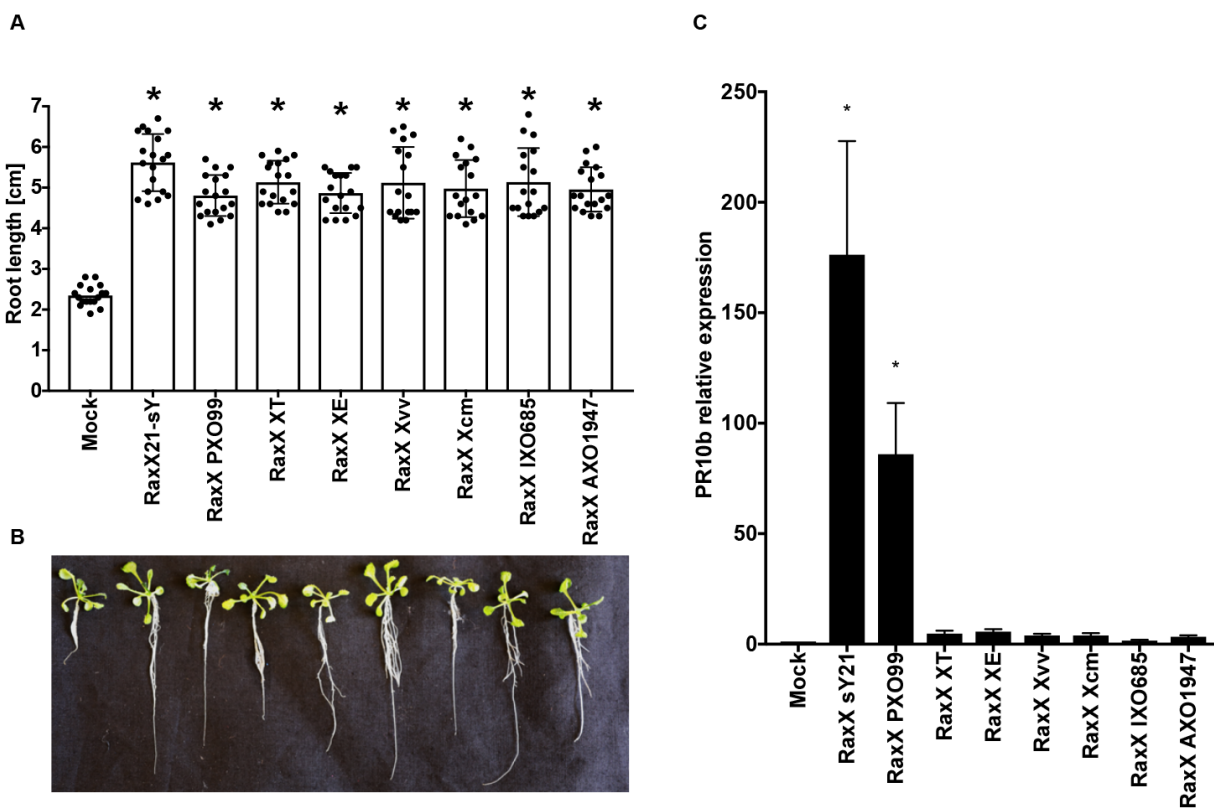 A
Root length [cm]
7
6
5
4
3
2
1
0
* * * * * * * *
Mock
RaxX21-sY
RaxX PXO99
RaxX XT
RaxX XE
RaxX Xvv
RaxX Xcm
RaxX IXO685
RaxX AXO1947
B
C
PR10b relative expression
250
200
150
100
50
0
* *
Mock
RaxX sY21
RaxX PXO99
RaxX XT
RaxX XE
RaxX Xvv
RaxX Xcm
RaxX IXO685
RaxX AXO1947